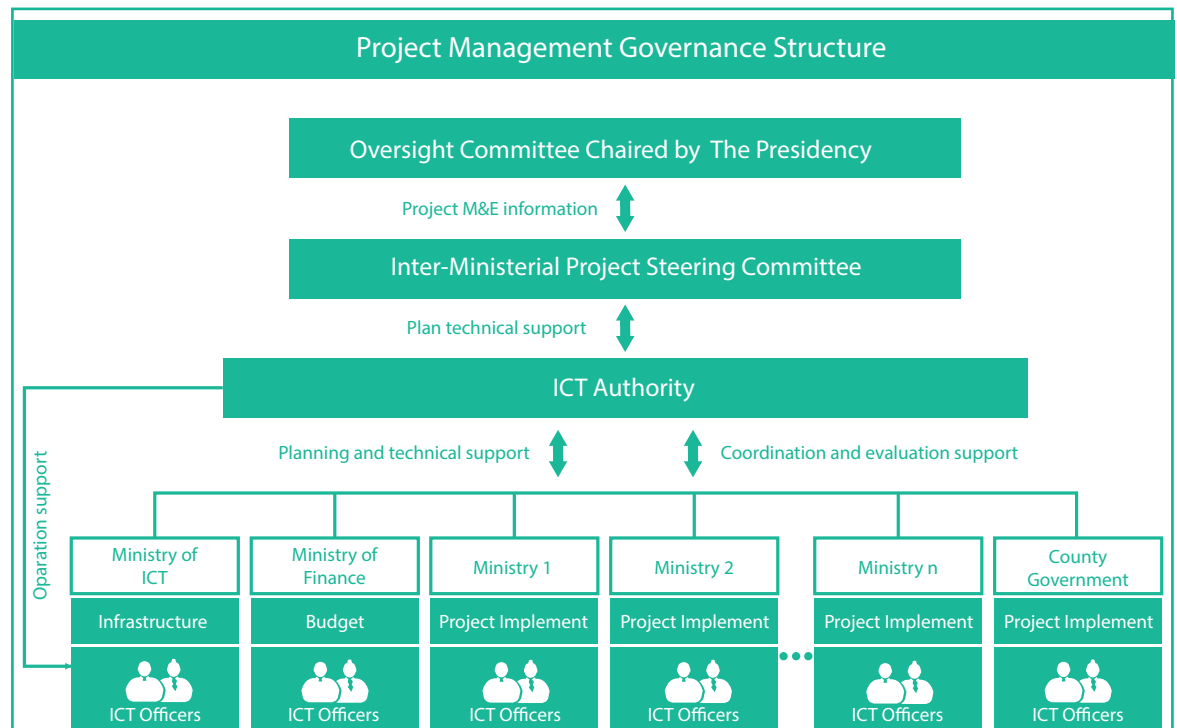 Project Management Governance Structure
Oversight Committee Chaired by The Presidency
Project M&E information
Inter-Ministerial Project Steering Committee
Plan technical support
ICT Authority
Planning and technical support
Coordination and evaluation support
Oparation support
Ministry of
ICT
Ministry of
Finance
Ministry 1
Ministry 2
Ministry n
County
Government
Infrastructure
Budget
Project Implement
Project Implement
Project Implement
Project Implement
ICT Officers
ICT Officers
ICT Officers
ICT Officers
ICT Officers
ICT Officers